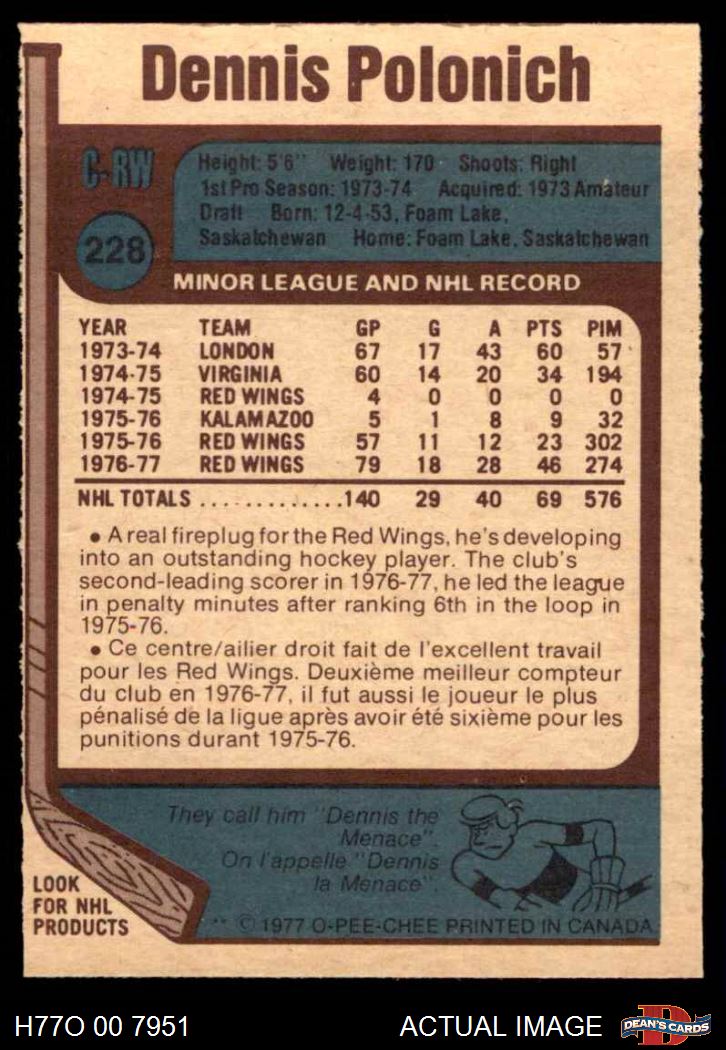 Dennis Polonich
C-RW
Height: 5'6" Weight: 170 Shoots: Right
1st Pro Season: 1973-74 Acquired: 1973 Amateur
Draft Born: 12-4-53, Foam Lake,
Saskatchewan Home: Foam Lake, Saskatchewan
228
MINOR LEAGUE AND NHL RECORD
YEAR TEAM GP G A PTS PIM
1973-74 LONDON 67 17 43 60 57
1974-75 VIRGINIA 60 14 20 34 194
1974-75 RED WINGS 4 0 0 0 0
1975-76 KALAMAZOO 5 1 8 9 32
1975-76 RED WINGS 57 11 12 23 302
1976-77 RED WINGS 79 18 28 46 274
NHL TOTALS ..............140 29 40 69 576
• A real fireplug for the Red Wings, he's developing
into an outstanding hockey player. The club's
second-leading scorer in 1976-77, he led the league
in penalty minutes after ranking 6th in the loop in
1975-76.
• Ce centre/ailier droit fait de l'excellent travail
pour les Red Wings. Deuxième meilleur compteur
du club en 1976-77, il fut aussi le joueur le plus
pénalisé de la ligue après avoir été sixième pour les
punitions durant 1975-76.
They call him "Dennis the
Menace".
On l'appelle "Dennis
la Menace".
LOOK
FOR NHL
PRODUCTS
** © 1977 O-PEE-CHEE PRINTED IN CANADA
H77O 00 7951
ACTUAL IMAGE
D
DEAN'S CARDS